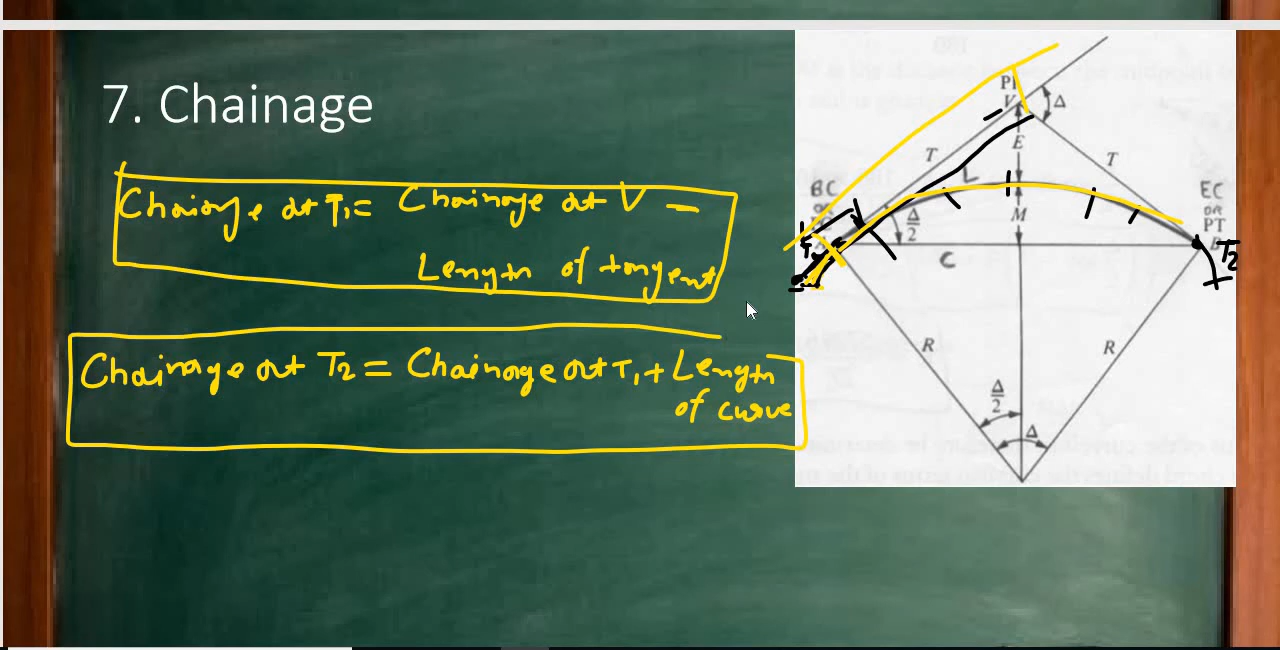 7. Chainage
Chainage at T1 = Chainage at V -
Length of tangent
Chainage at T2 = Chainage at T1 + Length
of curve
PI
V
Δ
E
T
T
L
BC
EC
OR
PT
Δ/2
M
T2
C
R
R
Δ/2
Δ